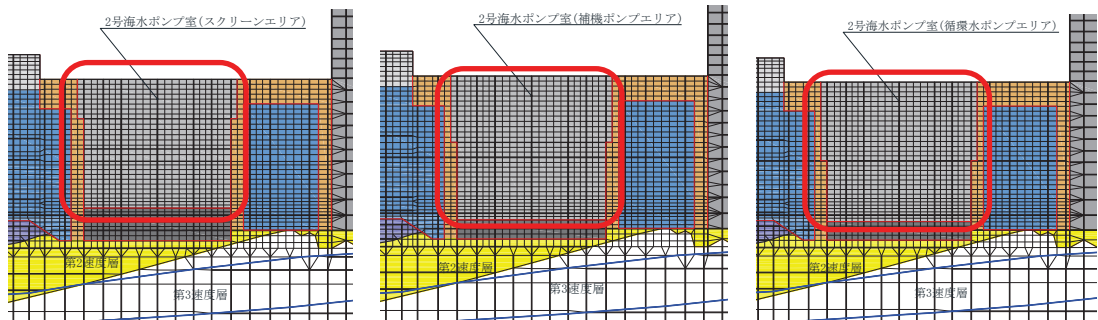 2号海水ポンプ室(スクリーンエリア)
第2速度層
第3速度層
2号海水ポンプ室(補機ポンプエリア)
第2速度層
第3速度層
2号海水ポンプ室(循環水ポンプエリア)
第2速度層
第3速度層